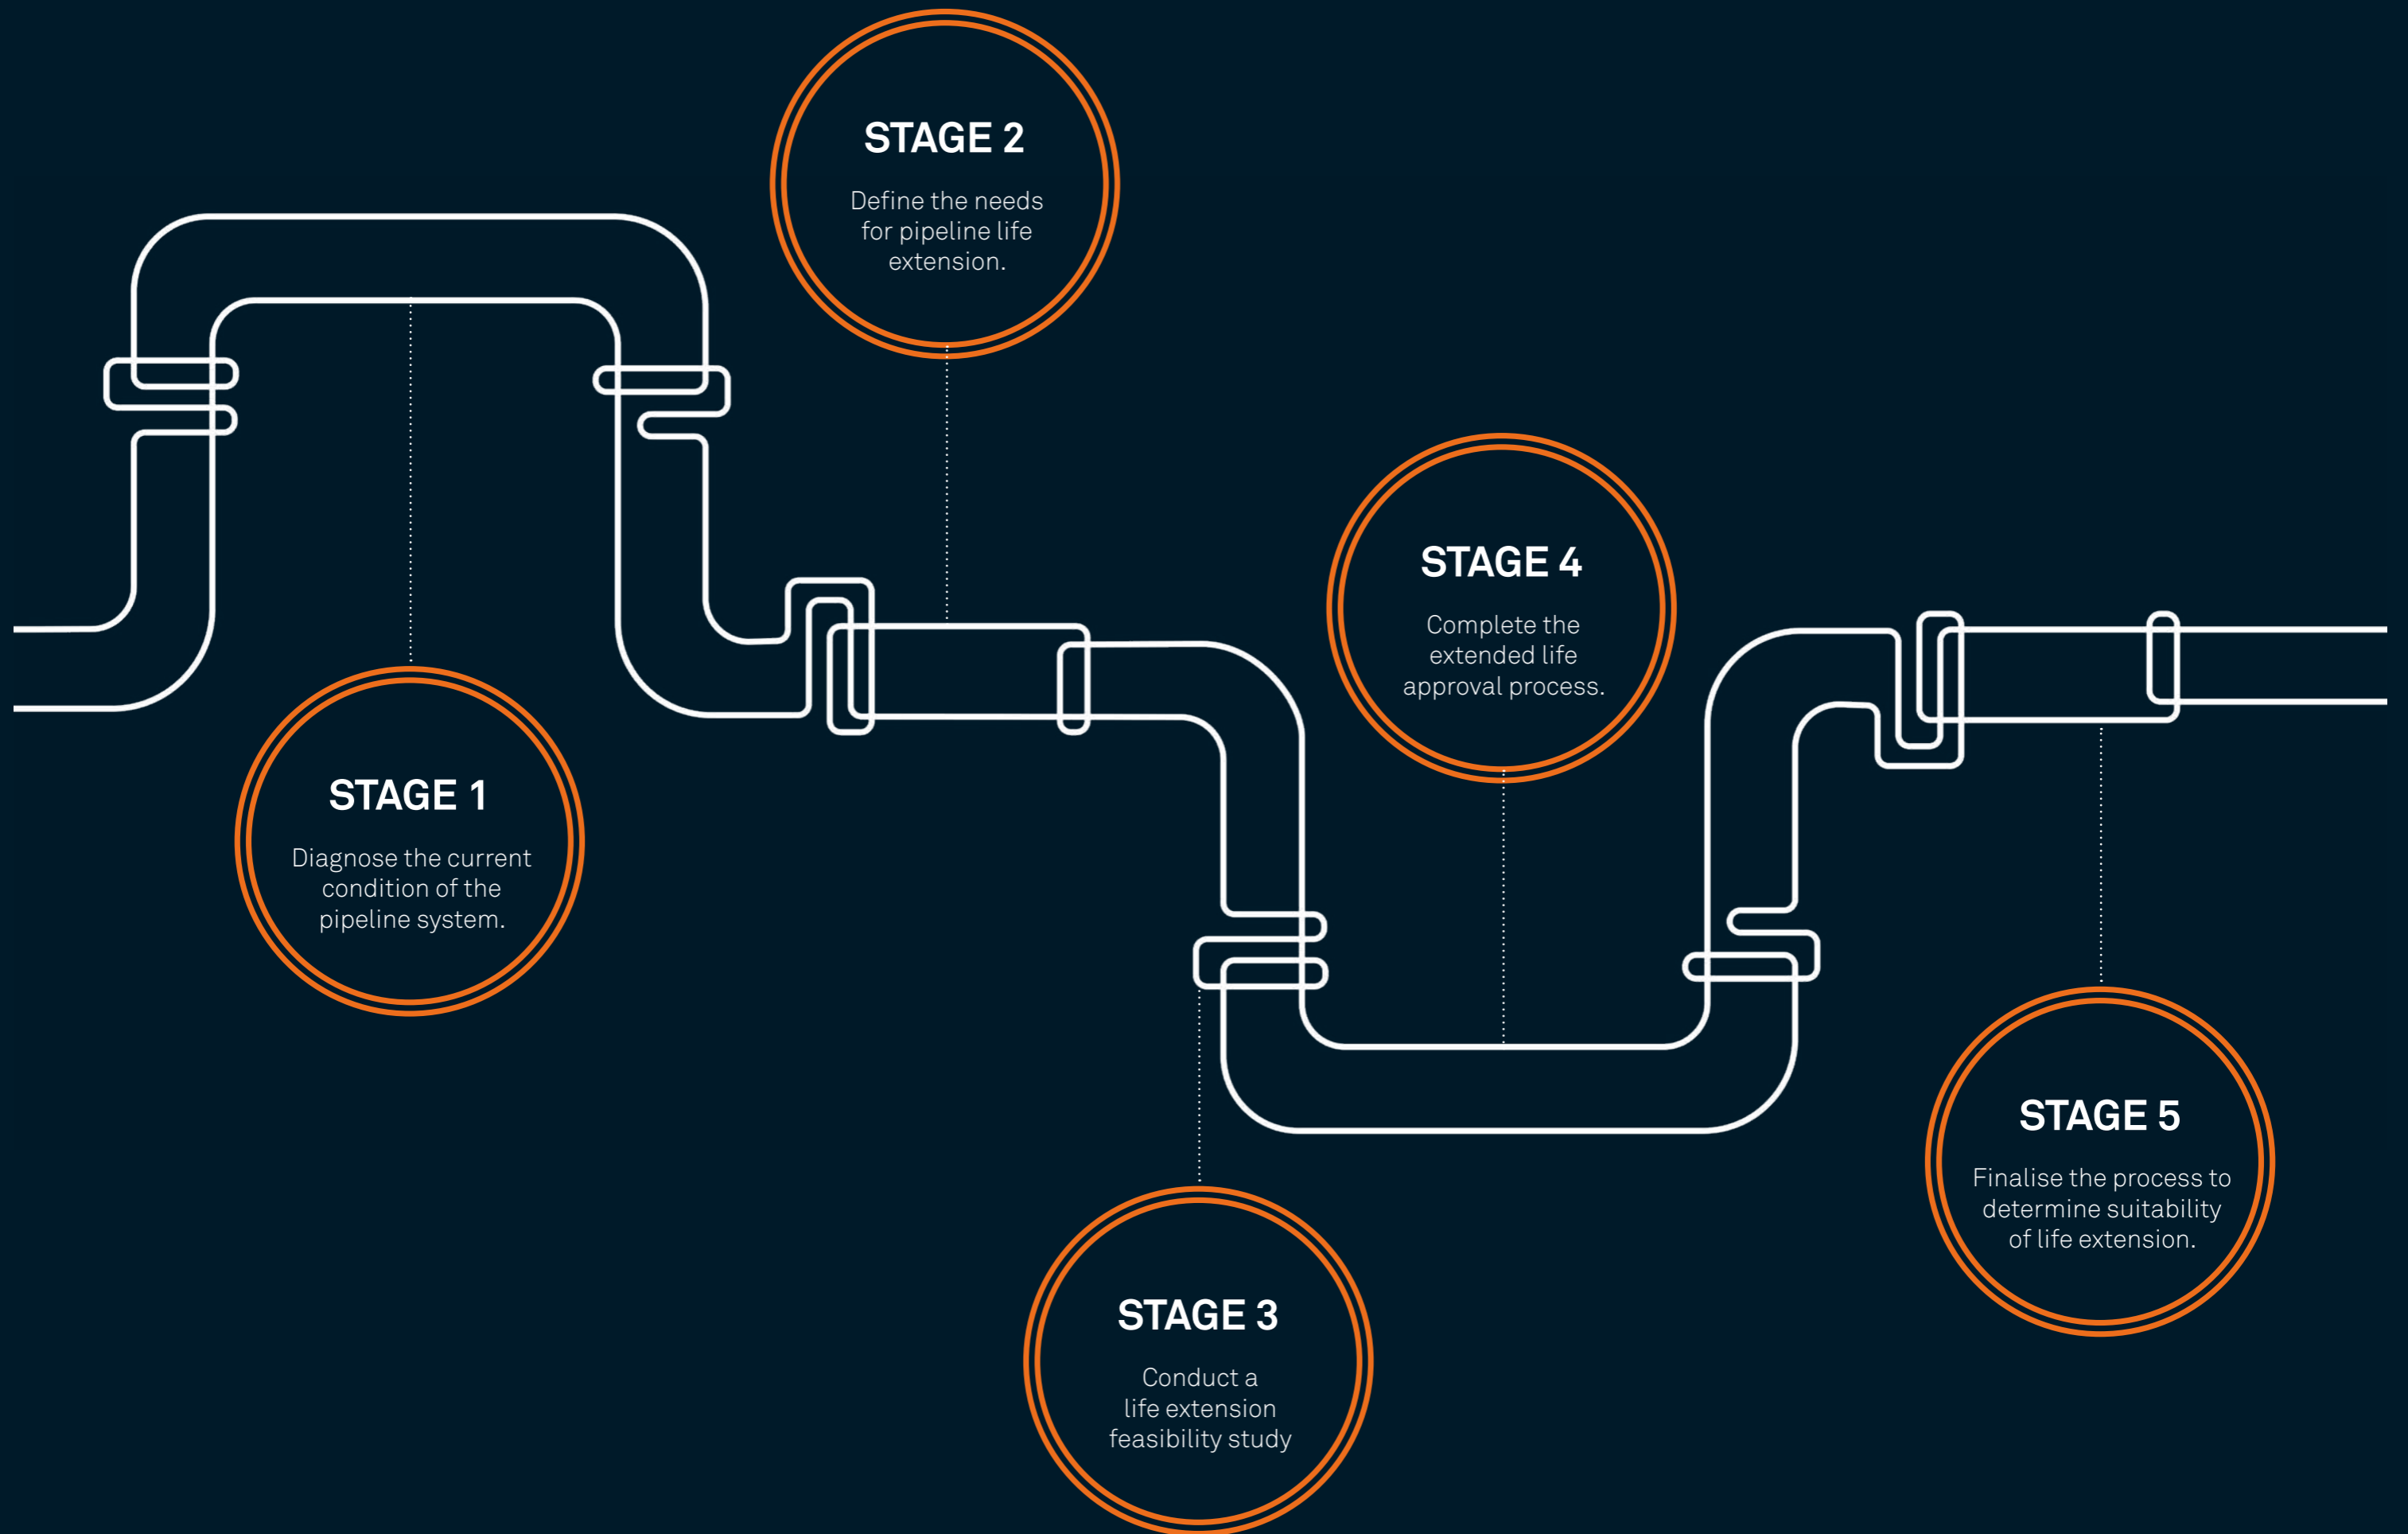 STAGE 1
Diagnose the current
condition of the
pipeline system.
STAGE 2
Define the needs
for pipeline life
extension.
STAGE 3
Conduct a
life extension
feasibility study
STAGE 4
Complete the
extended life
approval process.
STAGE 5
Finalise the process to
determine suitability
of life extension.